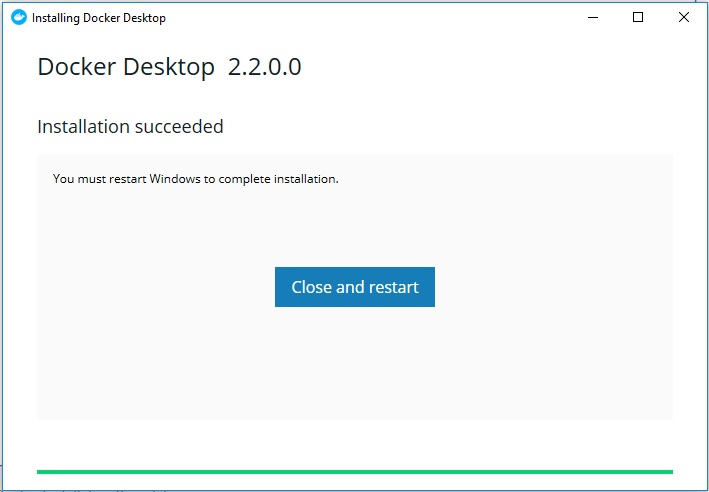 Installing Docker Desktop
Docker Desktop 2.2.0.0
Installation succeeded
You must restart Windows to complete installation.
Close and restart